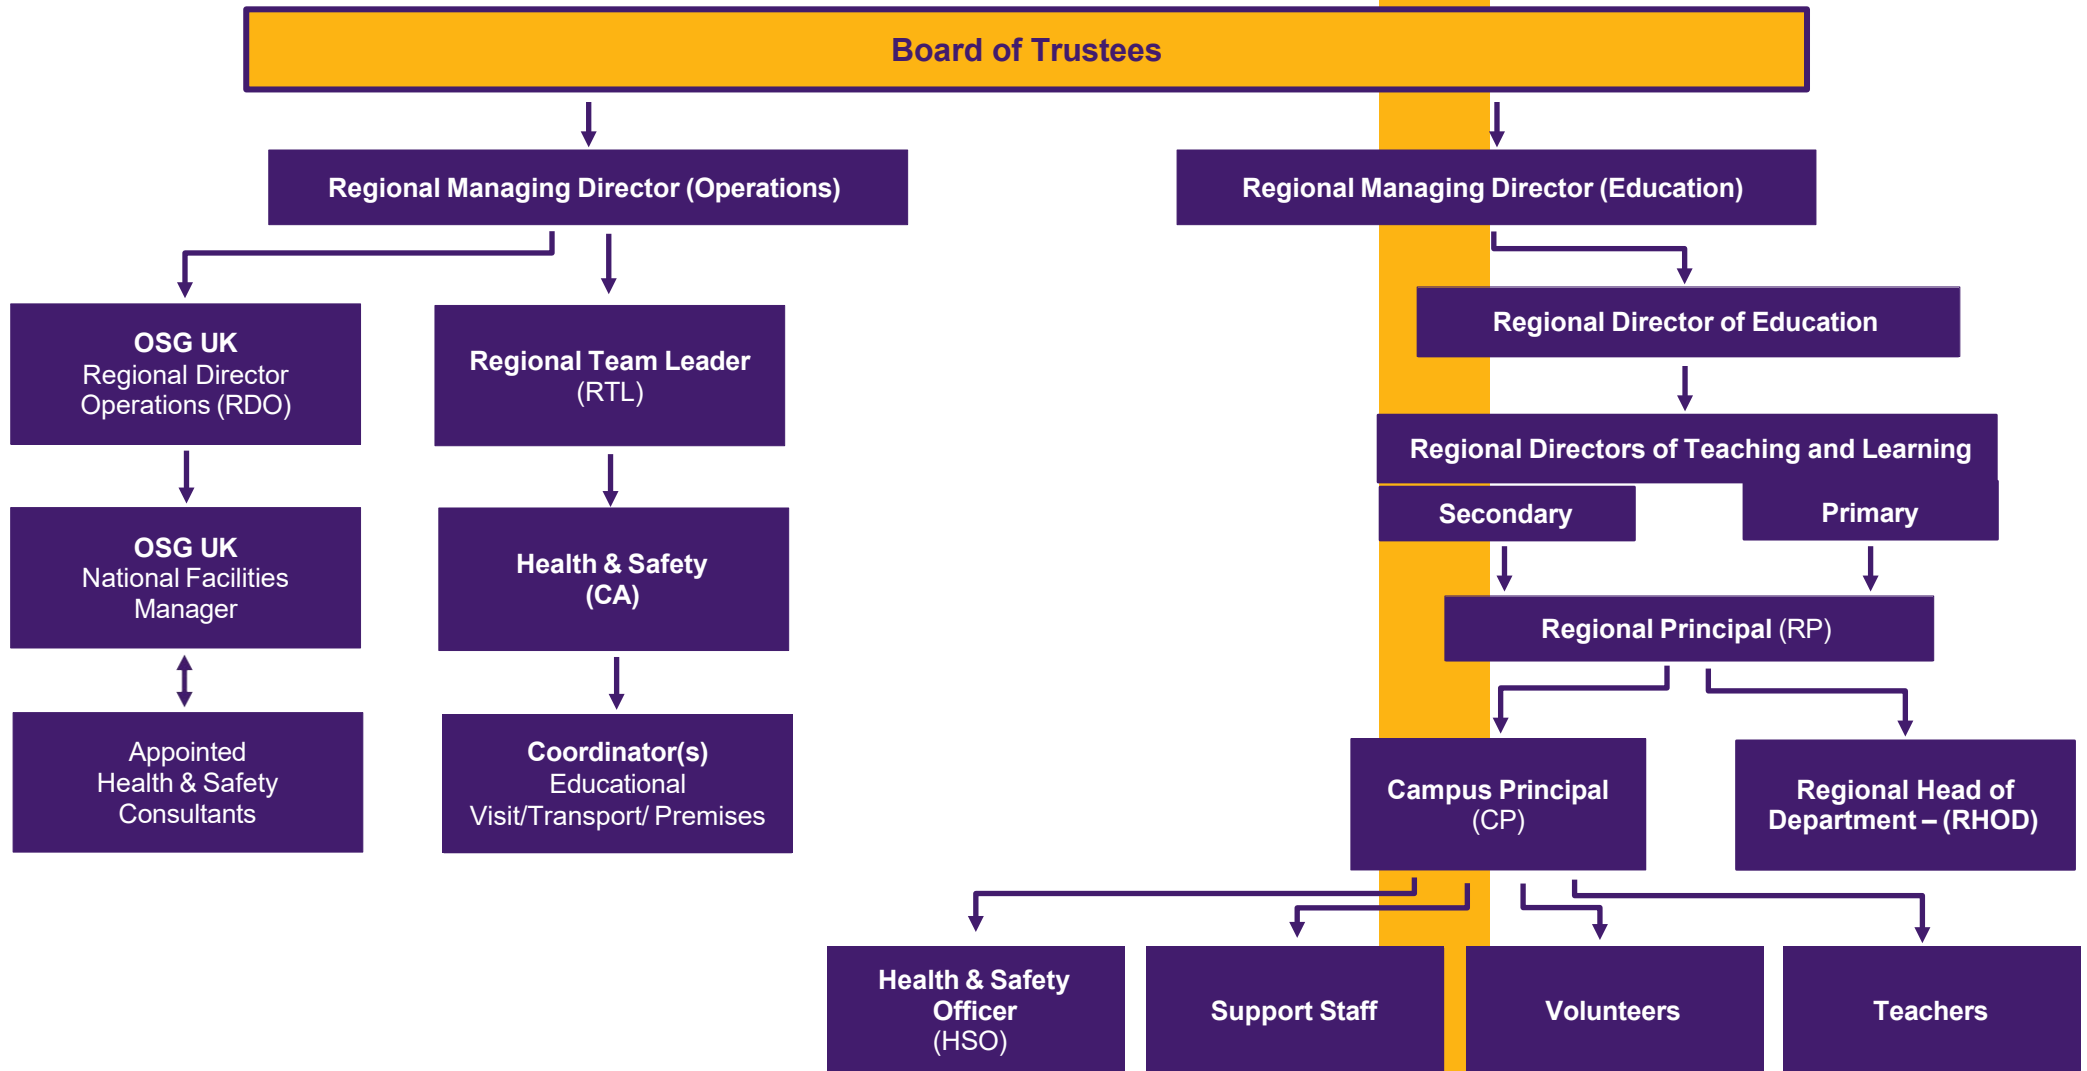 Board of Trustees
Regional Managing Director (Operations)
Regional Managing Director (Education)
OSG UK
Regional Director
Operations (RDO)
Regional Team Leader
(RTL)
Regional Director of Education
Regional Directors of Teaching and Learning
Secondary
Primary
OSG UK
National Facilities
Manager
Health & Safety
(CA)
Regional Principal (RP)
Appointed
Health & Safety
Consultants
Coordinator(s)
Educational
Visit/Transport/ Premises
Campus Principal
(CP)
Regional Head of
Department – (RHOD)
Health & Safety
Officer
(HSO)
Support Staff
Volunteers
Teachers